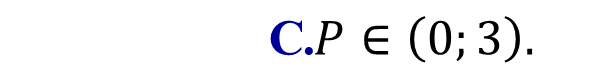 C.P ∈ (0; 3).